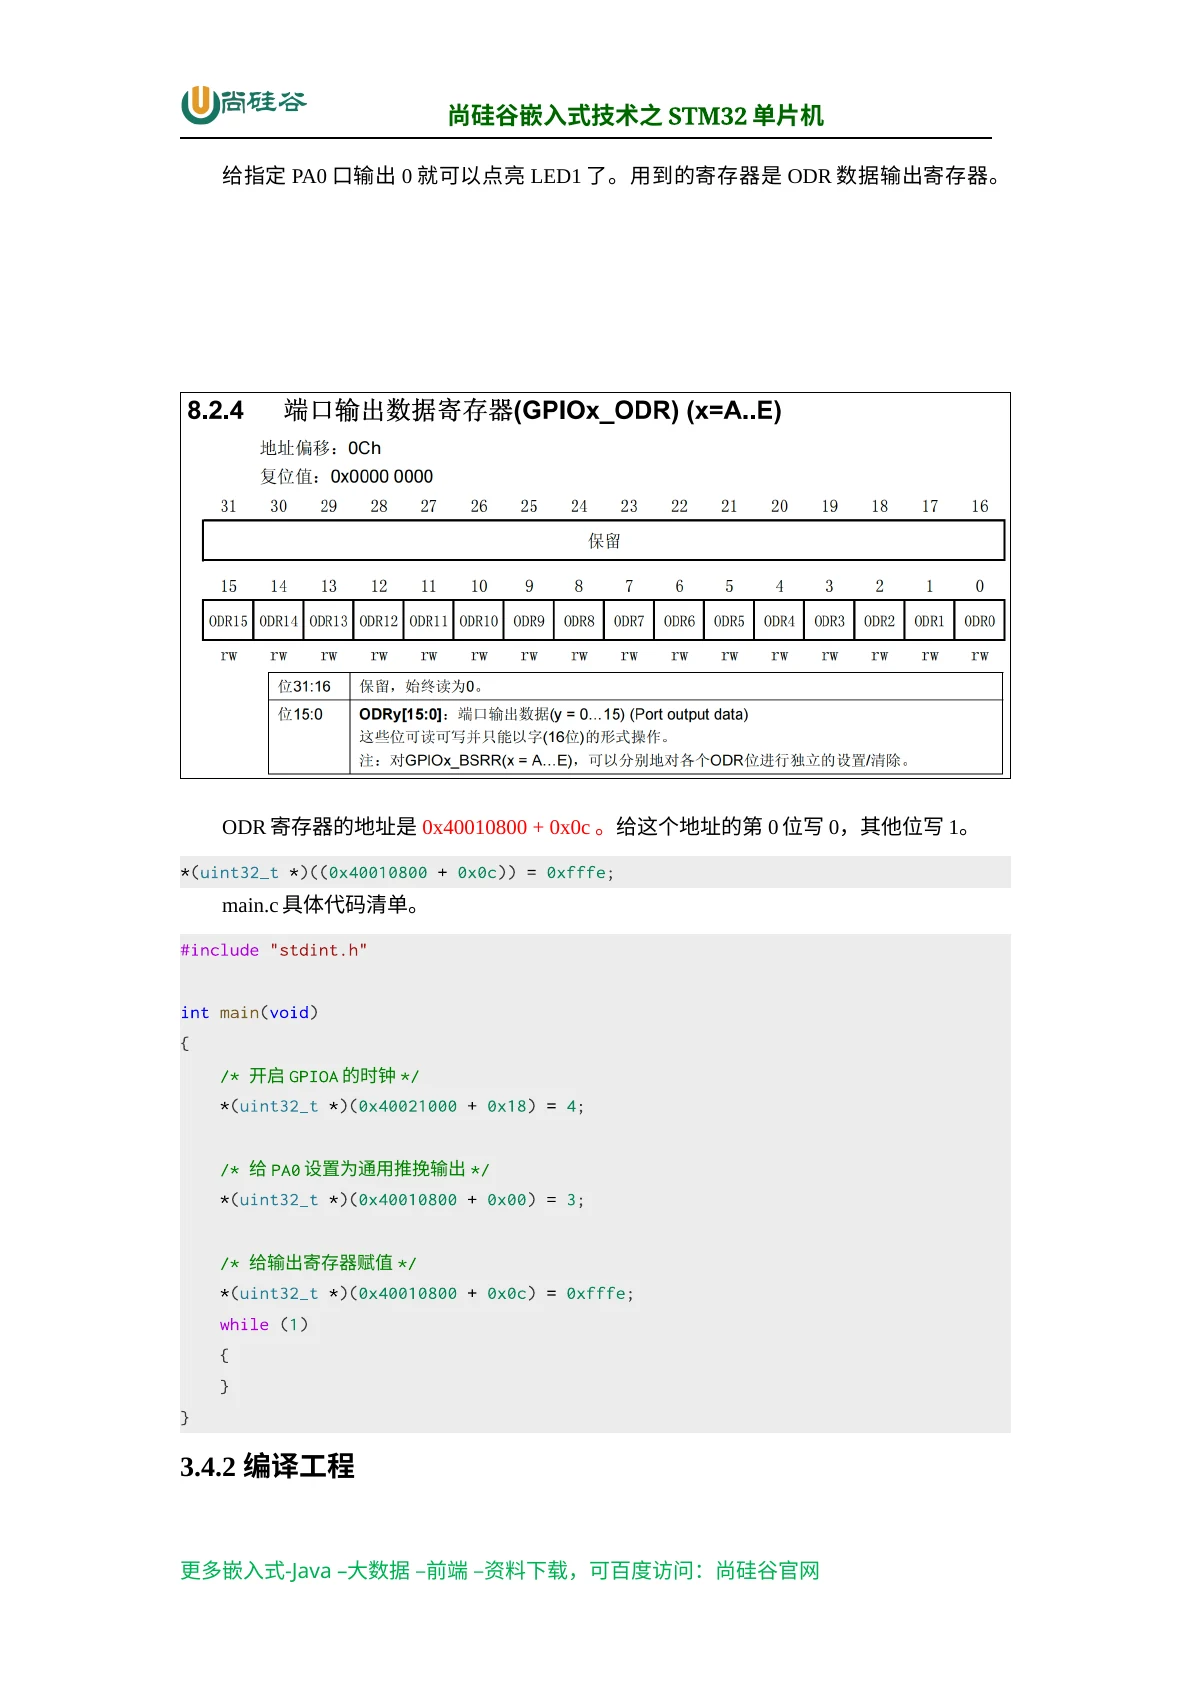 尚硅谷
尚硅谷嵌入式技术之 STM32 单片机
给指定 PA0 口输出 0 就可以点亮 LED1 了。用到的寄存器是 ODR 数据输出寄存器。
8.2.4 端口输出数据寄存器(GPIOx_ODR) (x=A..E)
地址偏移：0Ch
复位值：0x0000 0000
31 30 29 28 27 26 25 24 23 22 21 20 19 18 17 16
保留
15 14 13 12 11 10 9 8 7 6 5 4 3 2 1 0
ODR15 ODR14 ODR13 ODR12 ODR11 ODR10 ODR9 ODR8 ODR7 ODR6 ODR5 ODR4 ODR3 ODR2 ODR1 ODR0
rw rw rw rw rw rw rw rw rw rw rw rw rw rw rw rw
位31:16 保留，始终读为0。
位15:0 ODRy[15:0]：端口输出数据(y = 0…15) (Port output data)
这些位可读可写并只能以字(16位)的形式操作。
注：对GPIOx_BSRR(x = A…E)，可以分别地对各个ODR位进行独立的设置/清除。
ODR 寄存器的地址是 0x40010800 + 0x0c 。给这个地址的第 0 位写 0，其他位写 1。
*(uint32_t *)((0x40010800 + 0x0c)) = 0xfffe;
main.c 具体代码清单。
#include "stdint.h"
int main(void)
{
/* 开启 GPIOA 的时钟 */
*(uint32_t *)(0x40021000 + 0x18) = 4;
/* 给 PA0 设置为通用推挽输出 */
*(uint32_t *)(0x40010800 + 0x00) = 3;
/* 给输出寄存器赋值 */
*(uint32_t *)(0x40010800 + 0x0c) = 0xfffe;
while (1)
{
}
}
3.4.2 编译工程
更多嵌入式-Java –大数据 –前端 –资料下载，可百度访问：尚硅谷官网